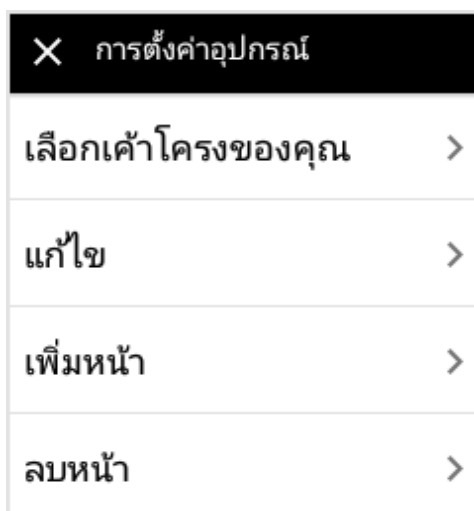 การตั้งค่าอุปกรณ์
เลือกเค้าโครงของคุณ
แก้ไข
เพิ่มหน้า
ลบหน้า